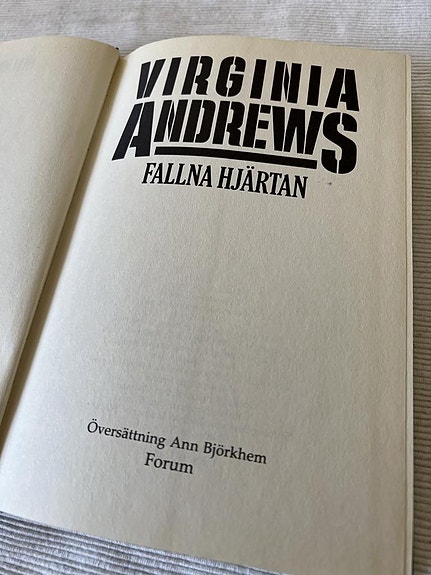 VIRGINIA
ANDREWS
FALLNA HJÄRTAN
Översättning Ann Björkhem
Forum